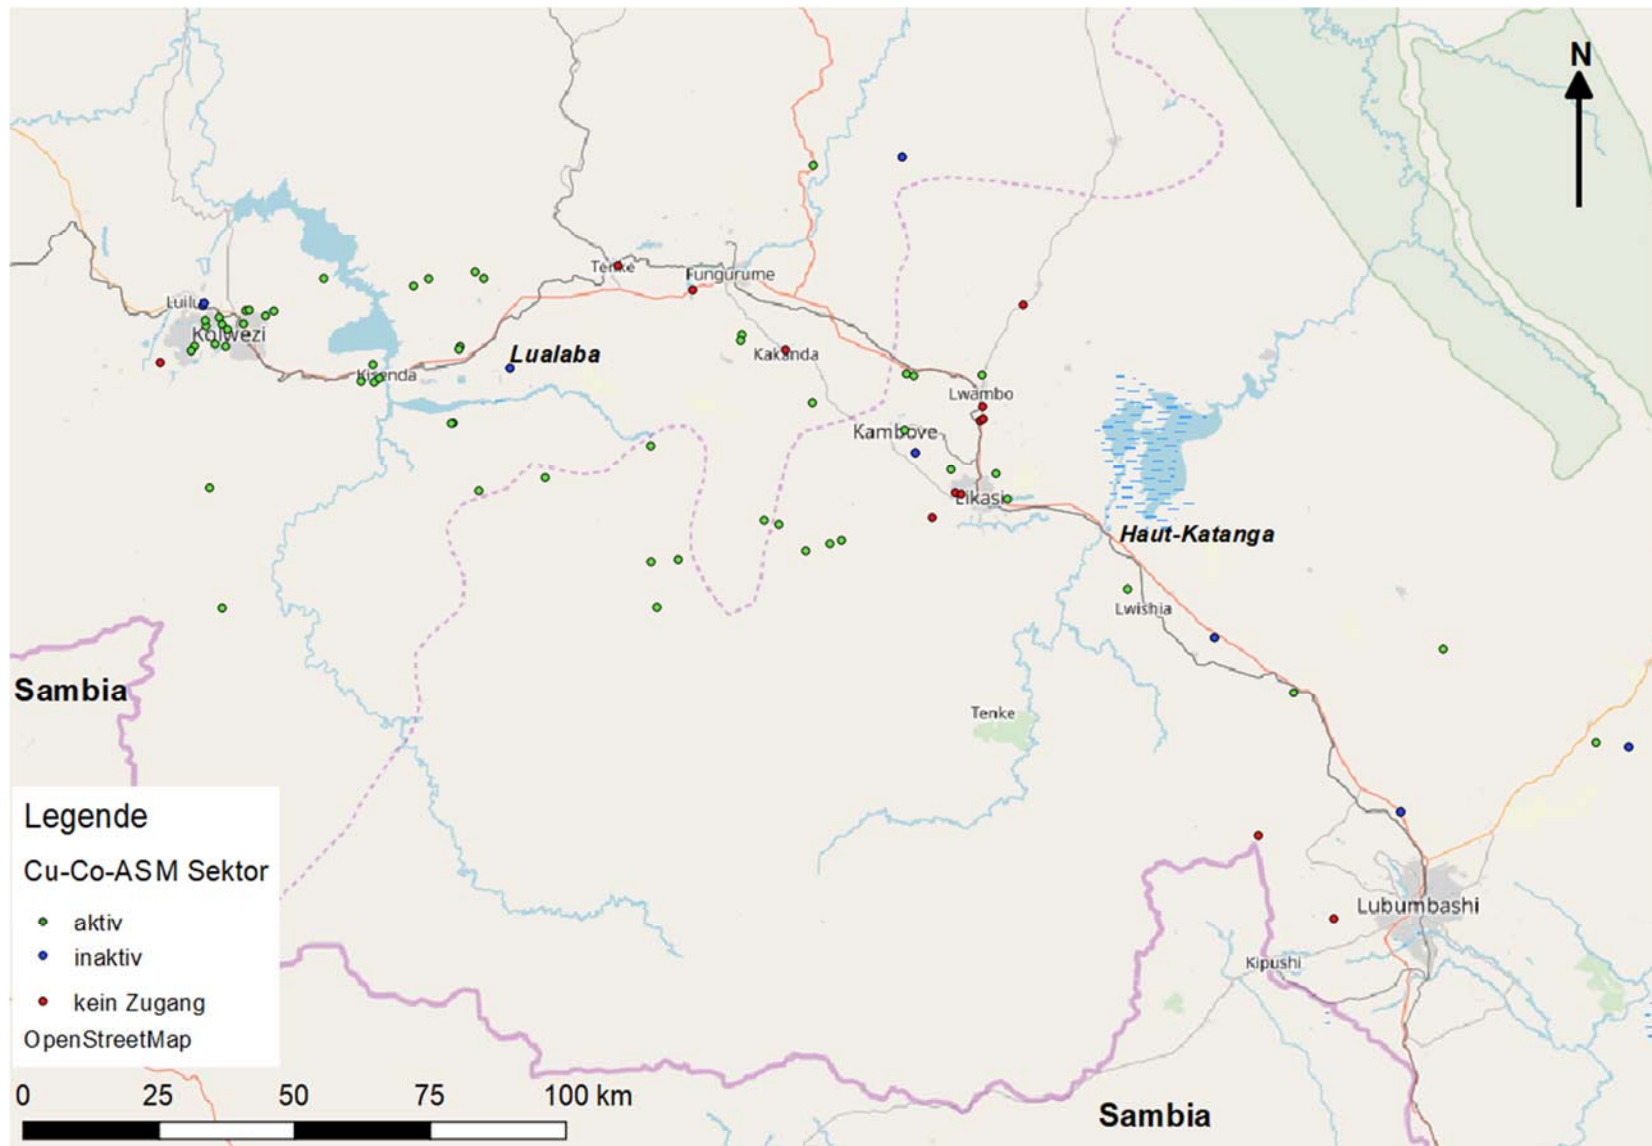 N
Tenke
Fungurume
Luilu
Kolwezi
Lualaba
Kakanda
Kisenda
Lwambo
Kambove
Likasi
Haut-Katanga
Lwishia
Sambia
Tenke
Legende
Cu-Co-ASM Sektor
aktiv
inaktiv
kein Zugang
OpenStreetMap
Lubumbashi
Kipushi
0 25 50 75 100 km
Sambia